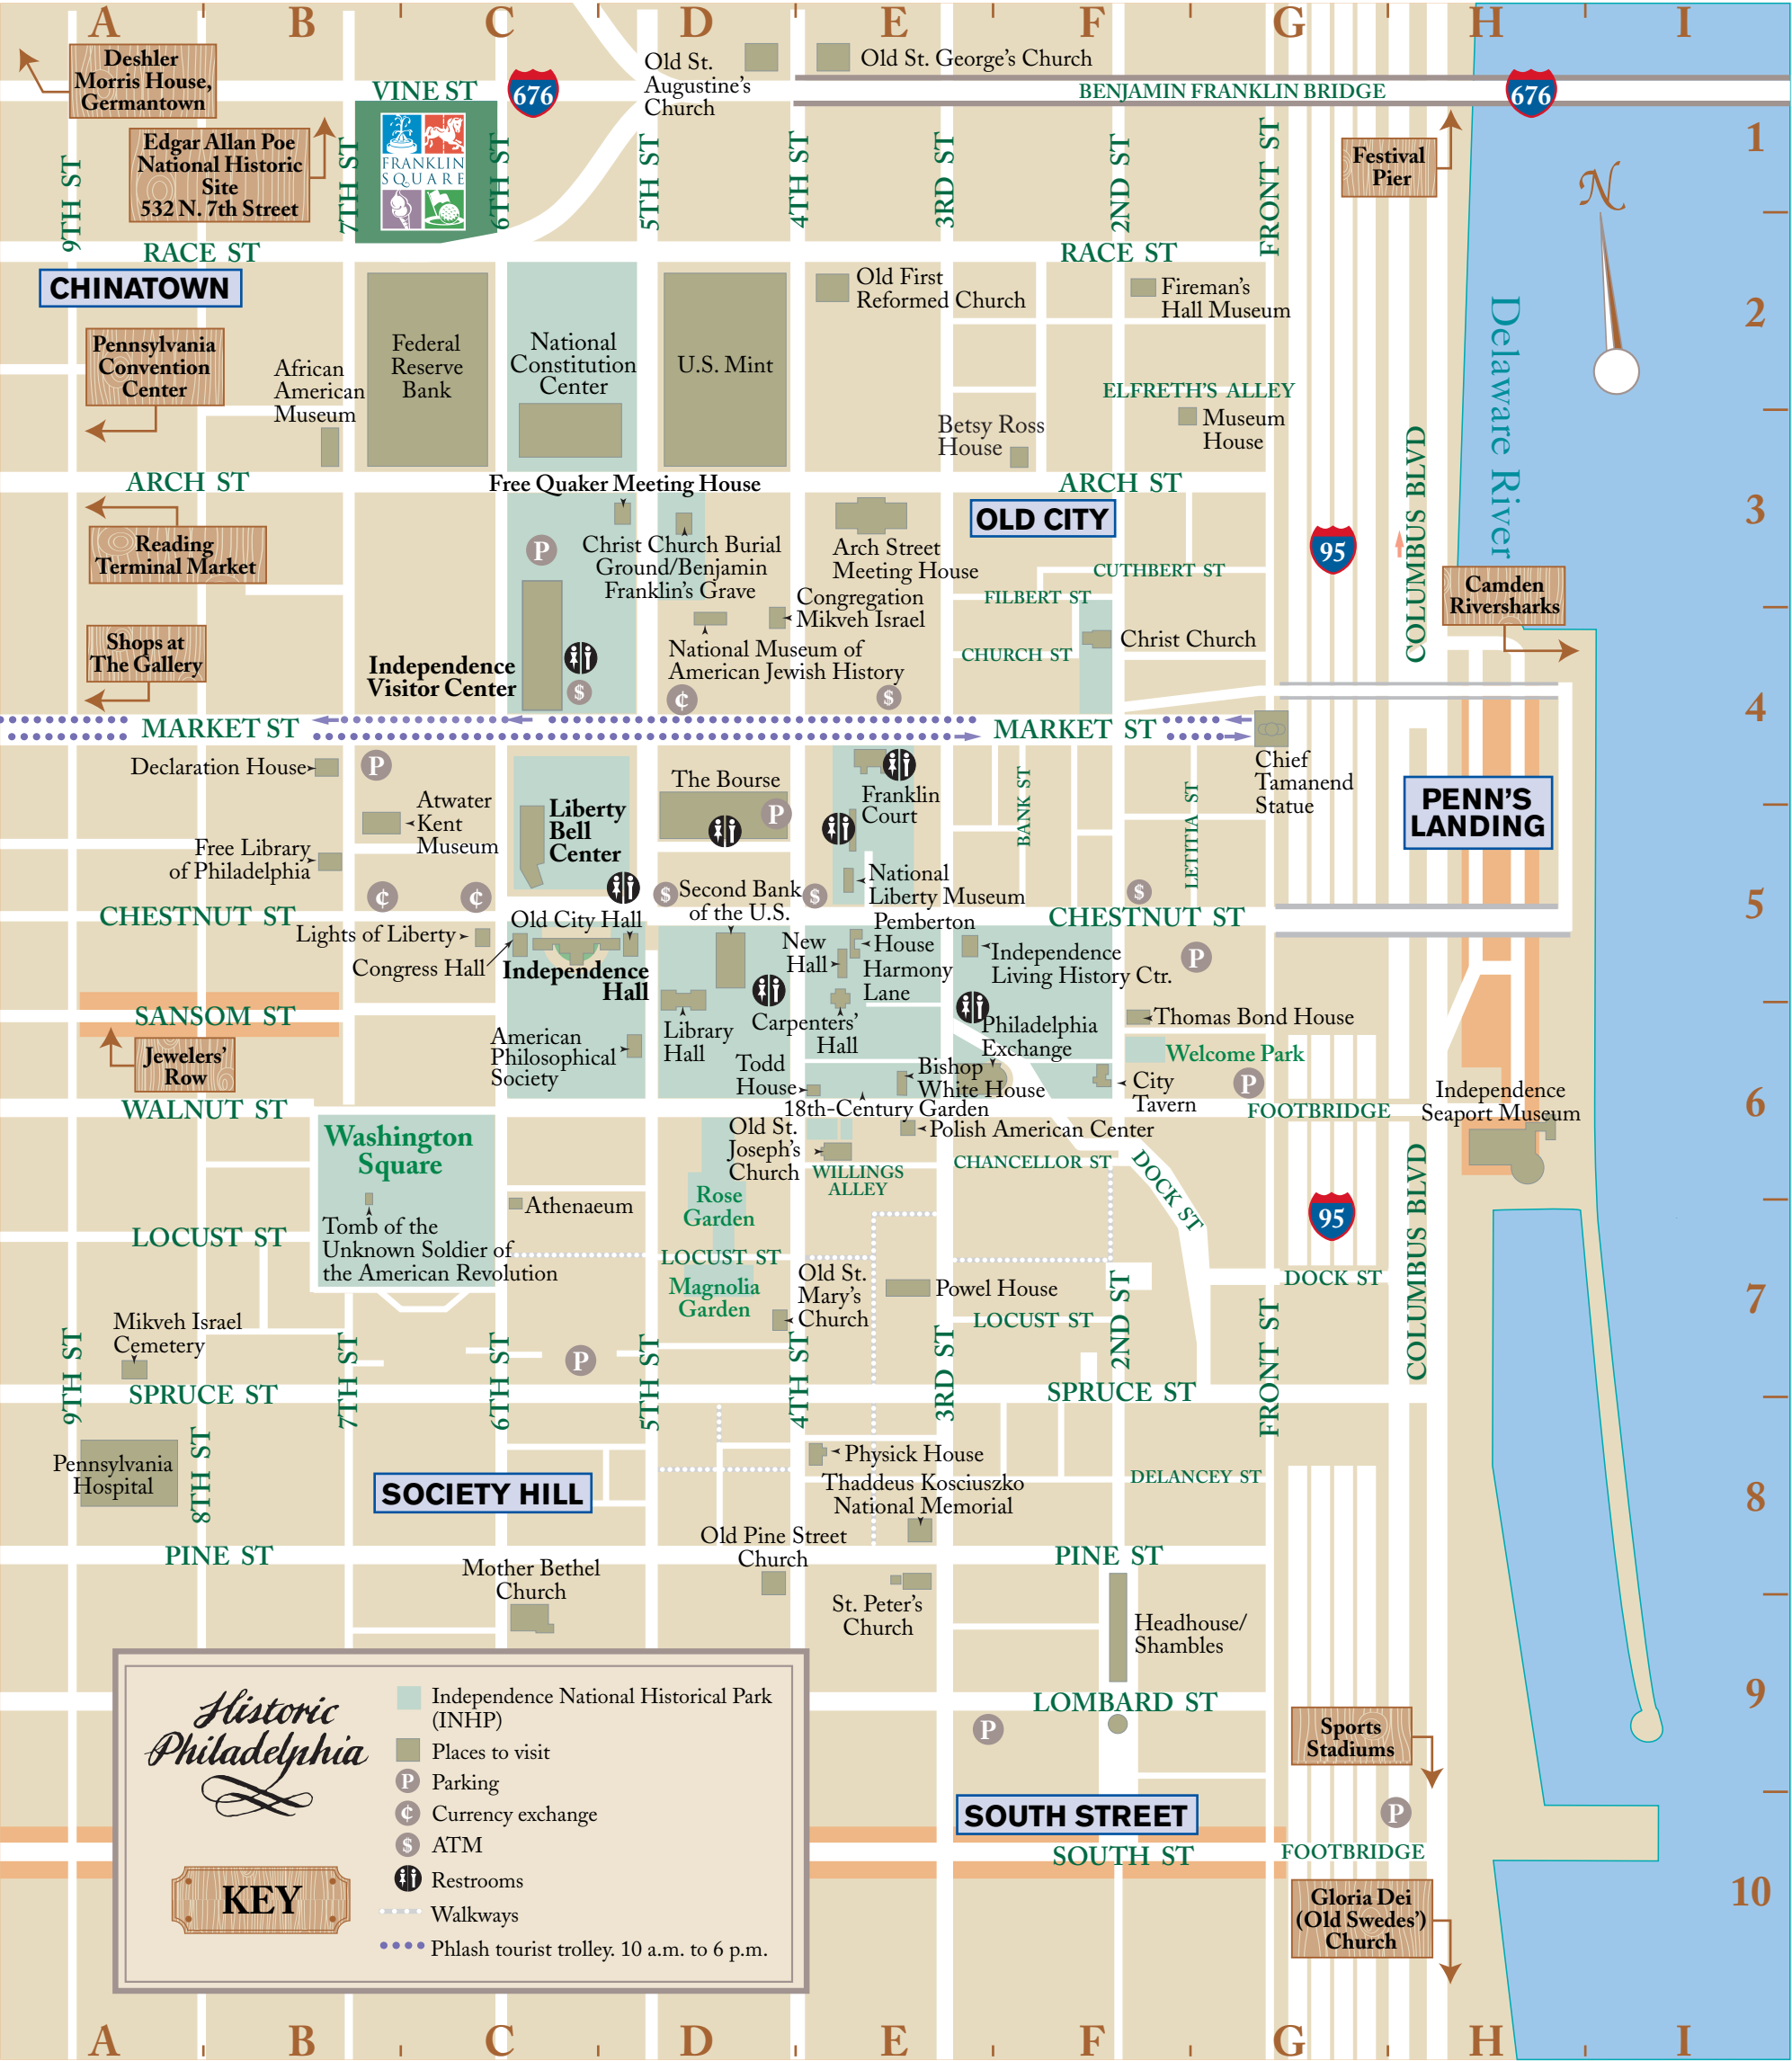 A B C D E F G H I
Deshler
Morris House,
Germantown
Old St.
Augustine's
Church
Old St. George's Church
VINE ST
676
BENJAMIN FRANKLIN BRIDGE
676
Edgar Allan Poe
National Historic
Site
532 N. 7th Street
FRANKLIN
SQUARE
Festival
Pier
1
N
9TH ST
7TH ST
6TH ST
5TH ST
4TH ST
3RD ST
2ND ST
FRONT ST
RACE ST
RACE ST
CHINATOWN
Old First
Reformed Church
Fireman's
Hall Museum
2
Pennsylvania
Convention
Center
African
American
Museum
Federal
Reserve
Bank
National
Constitution
Center
U.S. Mint
Delaware River
ELFRETH'S ALLEY
Museum
House
Betsy Ross
House
ARCH ST
Free Quaker Meeting House
ARCH ST
3
Reading
Terminal Market
P
Christ Church Burial
Ground/Benjamin
Franklin's Grave
Arch Street
Meeting House
OLD CITY
95
COLUMBUS BLVD
CUTHBERT ST
FILBERT ST
Camden
Riversharks
Congregation
Mikveh Israel
Christ Church
CHURCH ST
Shops at
The Gallery
Independence
Visitor Center
$
National Museum of
American Jewish History
¢
$
4
MARKET ST
MARKET ST
Declaration House
P
The Bourse
P
Chief
Tamanend
Statue
Atwater
Kent
Museum
Liberty
Bell
Center
Franklin
Court
BANK ST
LETITIA ST
PENN'S
LANDING
Free Library
of Philadelphia
National
Liberty Museum
¢
¢
$
Second Bank
of the U.S.
$
$
5
CHESTNUT ST
Old City Hall
CHESTNUT ST
Lights of Liberty
Congress Hall
Independence
Hall
New
Hall
Pemberton
House
Harmony
Lane
Independence
Living History Ctr.
P
SANSOM ST
Jewelers'
Row
American
Philosophical
Society
Library
Hall
Carpenters'
Hall
Philadelphia
Exchange
Thomas Bond House
Welcome Park
Todd
House
Bishop
White House
City
Tavern
P
Independence
Seaport Museum
6
WALNUT ST
18th-Century Garden
FOOTBRIDGE
Washington
Square
Old St.
Joseph's
Church
Polish American Center
WILLINGS
ALLEY
CHANCELLOR ST
DOCK ST
Tomb of the
Unknown Soldier of
the American Revolution
Athenaeum
Rose
Garden
95
COLUMBUS BLVD
LOCUST ST
LOCUST ST
Magnolia
Garden
Old St.
Mary's
Church
Powel House
DOCK ST
LOCUST ST
7
Mikveh Israel
Cemetery
P
9TH ST
7TH ST
6TH ST
5TH ST
4TH ST
3RD ST
2ND ST
FRONT ST
SPRUCE ST
SPRUCE ST
Pennsylvania
Hospital
8TH ST
SOCIETY HILL
Physick House
Thaddeus Kosciuszko
National Memorial
DELANCEY ST
8
PINE ST
Old Pine Street
Church
PINE ST
Mother Bethel
Church
St. Peter's
Church
Headhouse/
Shambles
LOMBARD ST
P
9
Sports
Stadiums
P
SOUTH STREET
SOUTH ST
FOOTBRIDGE
Gloria Dei
(Old Swedes')
Church
10
Historic
Philadelphia
KEY
Independence National Historical Park
(INHP)
Places to visit
P Parking
¢ Currency exchange
$ ATM
Restrooms
Walkways
Phlash tourist trolley. 10 a.m. to 6 p.m.
A B C D E F G H I